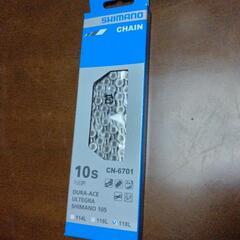 SHIMANO
CHAIN
10s
CN-6701
DURA-ACE
ULTEGRA
SHIMANO 105
114L 116L 118L